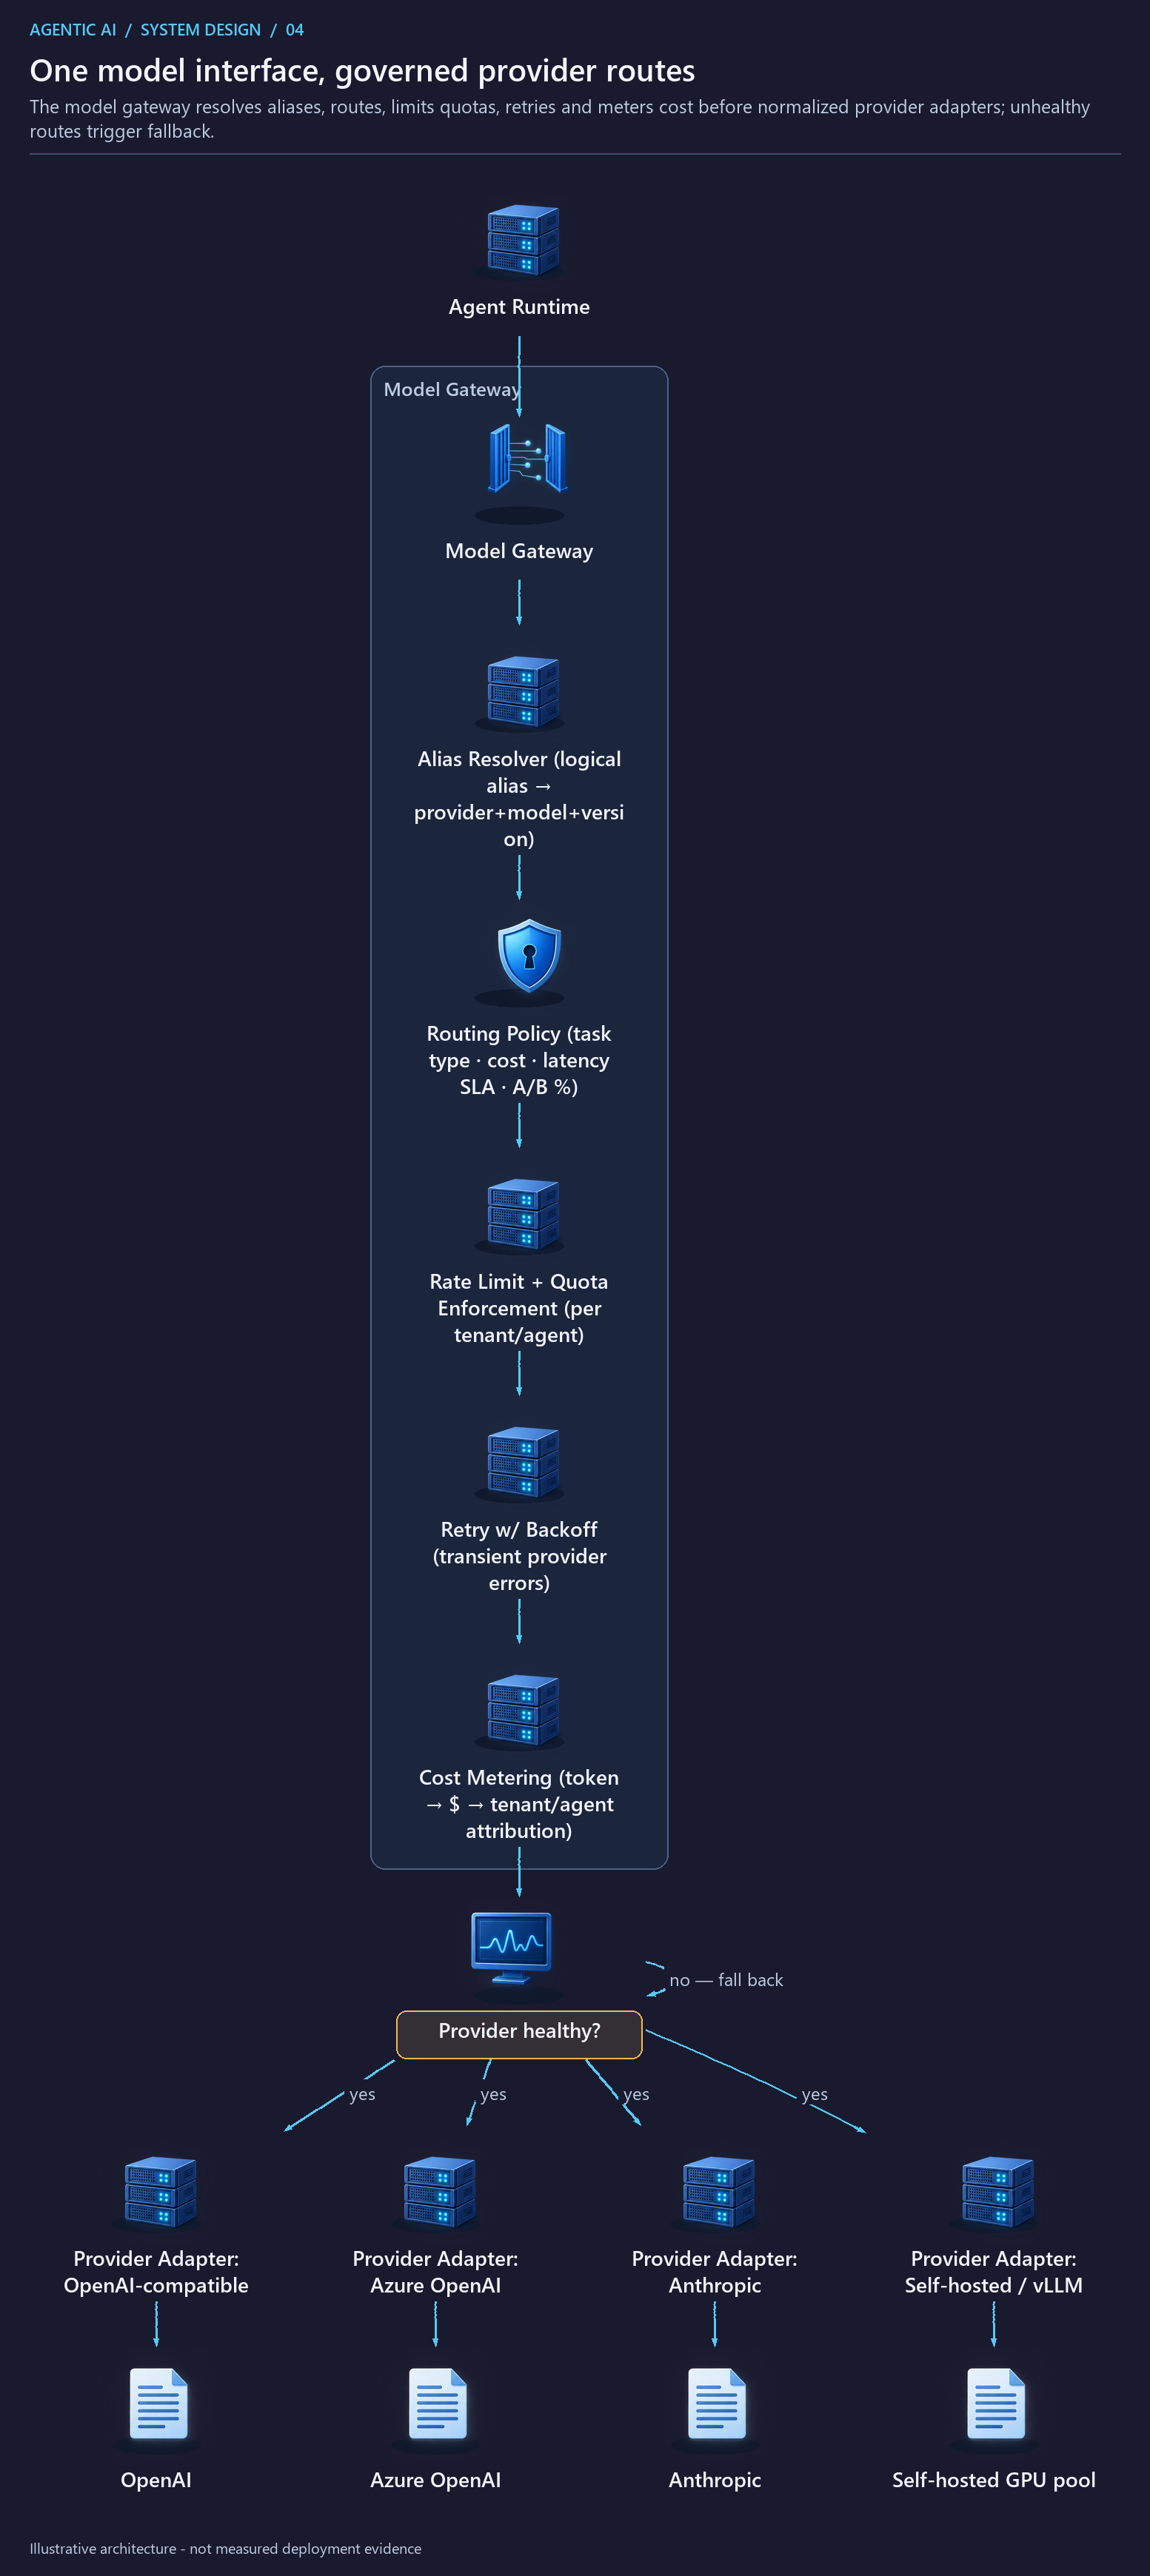 AGENTIC AI / SYSTEM DESIGN / 04
One model interface, governed provider routes
The model gateway resolves aliases, routes, limits quotas, retries and meters cost before normalized provider adapters; unhealthy
routes trigger fallback.
Agent Runtime
Model Gateway
Model Gateway
Alias Resolver (logical
alias →
provider+model+versi
on)
Routing Policy (task
type · cost · latency
SLA · A/B %)
Rate Limit + Quota
Enforcement (per
tenant/agent)
Retry w/ Backoff
(transient provider
errors)
Cost Metering (token
→ $ → tenant/agent
attribution)
no — fall back
Provider healthy?
yes
yes
yes
yes
Provider Adapter:
OpenAI-compatible
Provider Adapter:
Azure OpenAI
Provider Adapter:
Anthropic
Provider Adapter:
Self-hosted / vLLM
OpenAI
Azure OpenAI
Anthropic
Self-hosted GPU pool
Illustrative architecture - not measured deployment evidence